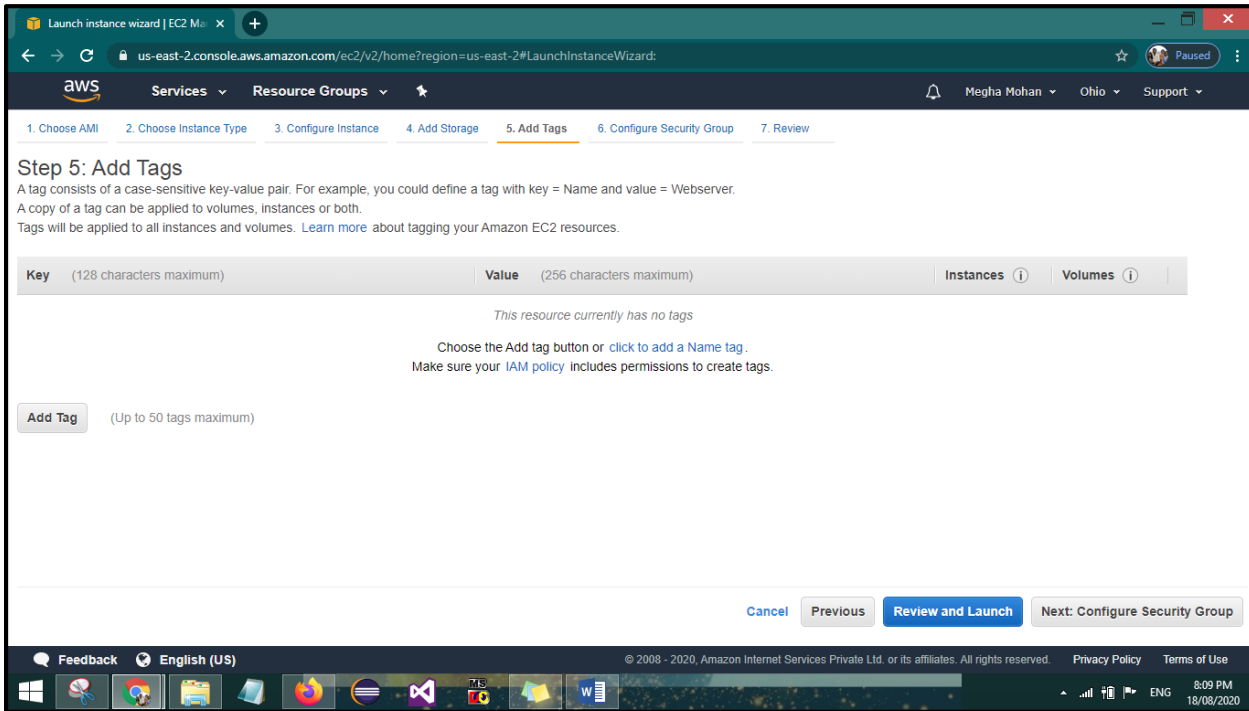 Launch instance wizard | EC2 Ma
us-east-2.console.aws.amazon.com/ec2/v2/home?region=us-east-2#LaunchInstanceWizard:
Paused
aws
Services
Resource Groups
Megha Mohan
Ohio
Support
1. Choose AMI
2. Choose Instance Type
3. Configure Instance
4. Add Storage
5. Add Tags
6. Configure Security Group
7. Review
Step 5: Add Tags
A tag consists of a case-sensitive key-value pair. For example, you could define a tag with key = Name and value = Webserver.
A copy of a tag can be applied to volumes, instances or both.
Tags will be applied to all instances and volumes. Learn more about tagging your Amazon EC2 resources.
Key (128 characters maximum)
Value (256 characters maximum)
Instances
Volumes
This resource currently has no tags
Choose the Add tag button or click to add a Name tag.
Make sure your IAM policy includes permissions to create tags.
Add Tag
(Up to 50 tags maximum)
Cancel
Previous
Review and Launch
Next: Configure Security Group
Feedback
English (US)
© 2008 - 2020, Amazon Internet Services Private Ltd. or its affiliates. All rights reserved.
Privacy Policy
Terms of Use
MS
W
ENG
8:09 PM
18/08/2020